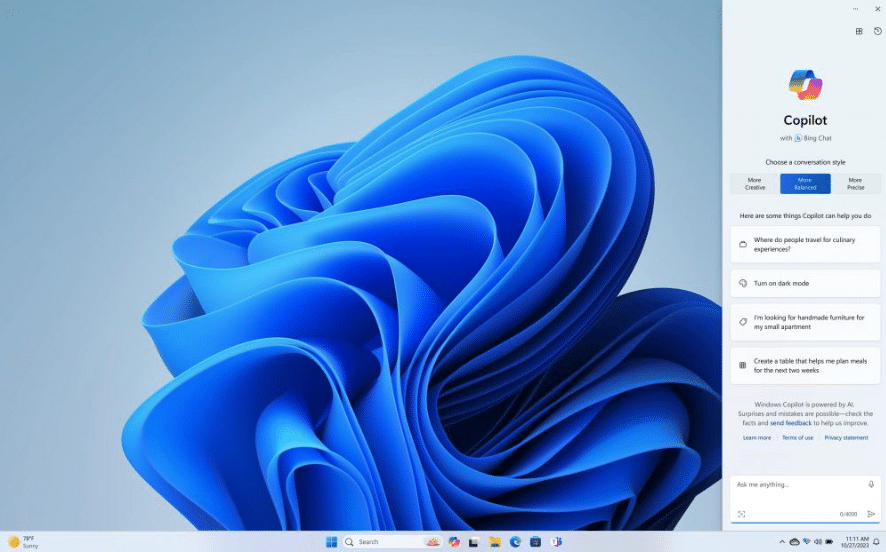 Copilot
with b Bing Chat
Choose a conversation style
More
Creative
More
Balanced
More
Precise
Here are some things Copilot can help you do
Where do people travel for culinary
experiences?
Turn on dark mode
I'm looking for handmade furniture for
my small apartment
Create a table that helps me plan meals
for the next two weeks
Windows Copilot is powered by AI.
Surprises and mistakes are possible—check the
facts and send feedback to help us improve.
Learn more Terms of use Privacy statement
Ask me anything...
0/4000
78°F
Sunny
Search
11:11 AM
10/27/2023